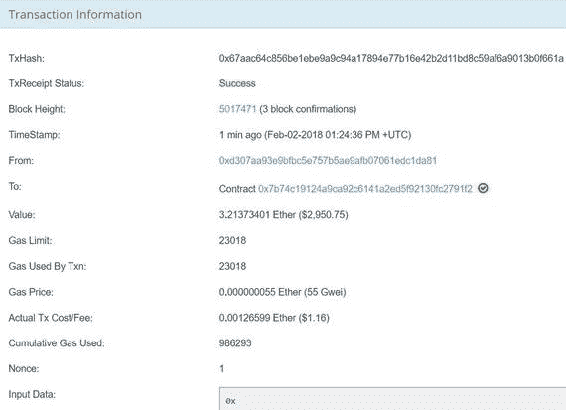 Transaction Information
TxHash: 0x67aac64c856be1ebe9a9c94a17894e77b16e42b2d11bd8c59af6a9013b0f661a
TxReceipt Status: Success
Block Height: 5017471 (3 block confirmations)
TimeStamp: 1 min ago (Feb-02-2018 01:24:36 PM +UTC)
From: 0xd307aa93e9bfbc5e757b5ae9afb07061edc1da81
To: Contract 0x7b74c19124a9ca92c6141a2ed5f92130fc2791f2
Value: 3.21373401 Ether ($2,950.75)
Gas Limit: 23018
Gas Used By Txn: 23018
Gas Price: 0.000000055 Ether (55 Gwei)
Actual Tx Cost/Fee: 0.00126599 Ether ($1.16)
Cumulative Gas Used: 986293
Nonce: 1
Input Data: 0x